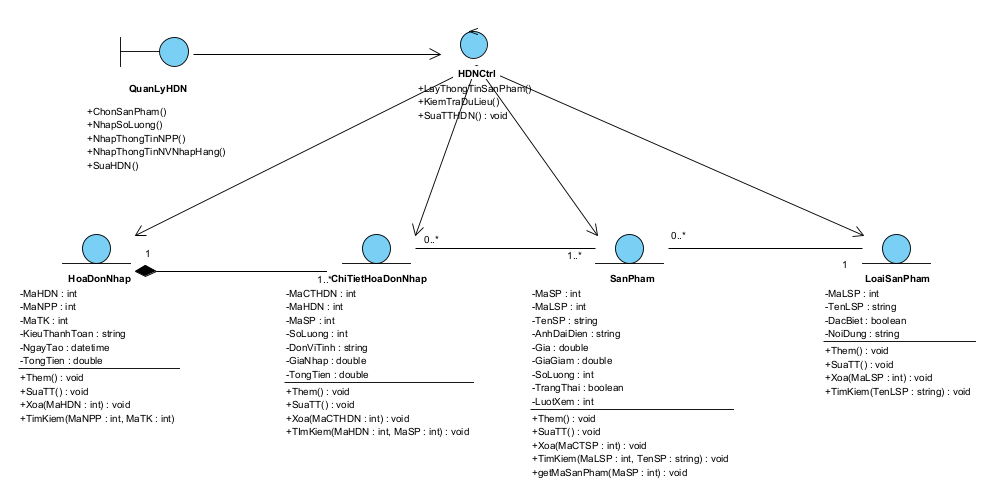 QuanLyHDN
+ChonSanPham()
+NhapSoLuong()
+NhapThongTinNPP()
+NhapThongTinNVNhapHang()
+SuaHDN()
HDNCtrl
+LayThongTinSanPham()
+KiemTraDuLieu()
+SuaTTHDN() : void
1
1..*
0..*
1..*
0..*
1
HoaDonNhap
-MaHDN : int
-MaNPP : int
-MaTK : int
-KieuThanhToan : string
-NgayTao : datetime
-TongTien : double
+Them() : void
+SuaTT() : void
+Xoa(MaHDN : int) : void
+TimKiem(MaNPP : int, MaTK : int)
ChiTietHoaDonNhap
-MaCTHDN : int
-MaHDN : int
-MaSP : int
-SoLuong : int
-DonViTinh : string
-GiaNhap : double
-TongTien : double
+Them() : void
+SuaTT() : void
+Xoa(MaCTHDN : int) : void
+TImKiem(MaHDN : int, MaSP : int) : void
SanPham
-MaSP : int
-MaLSP : int
-TenSP : string
-AnhDaiDien : string
-Gia : double
-GiaGiam : double
-SoLuong : int
-TrangThai : boolean
-LuotXem : int
+Them() : void
+SuaTT() : void
+Xoa(MaCTSP : int) : void
+TimKiem(MaLSP : int, TenSP : string) : void
+getMaSanPham(MaSP : int) : void
LoaiSanPham
-MaLSP : int
-TenLSP : string
-DacBiet : boolean
-NoiDung : string
+Them() : void
+SuaTT() : void
+Xoa(MaLSP : int) : void
+TimKiem(TenLSP : string) : void